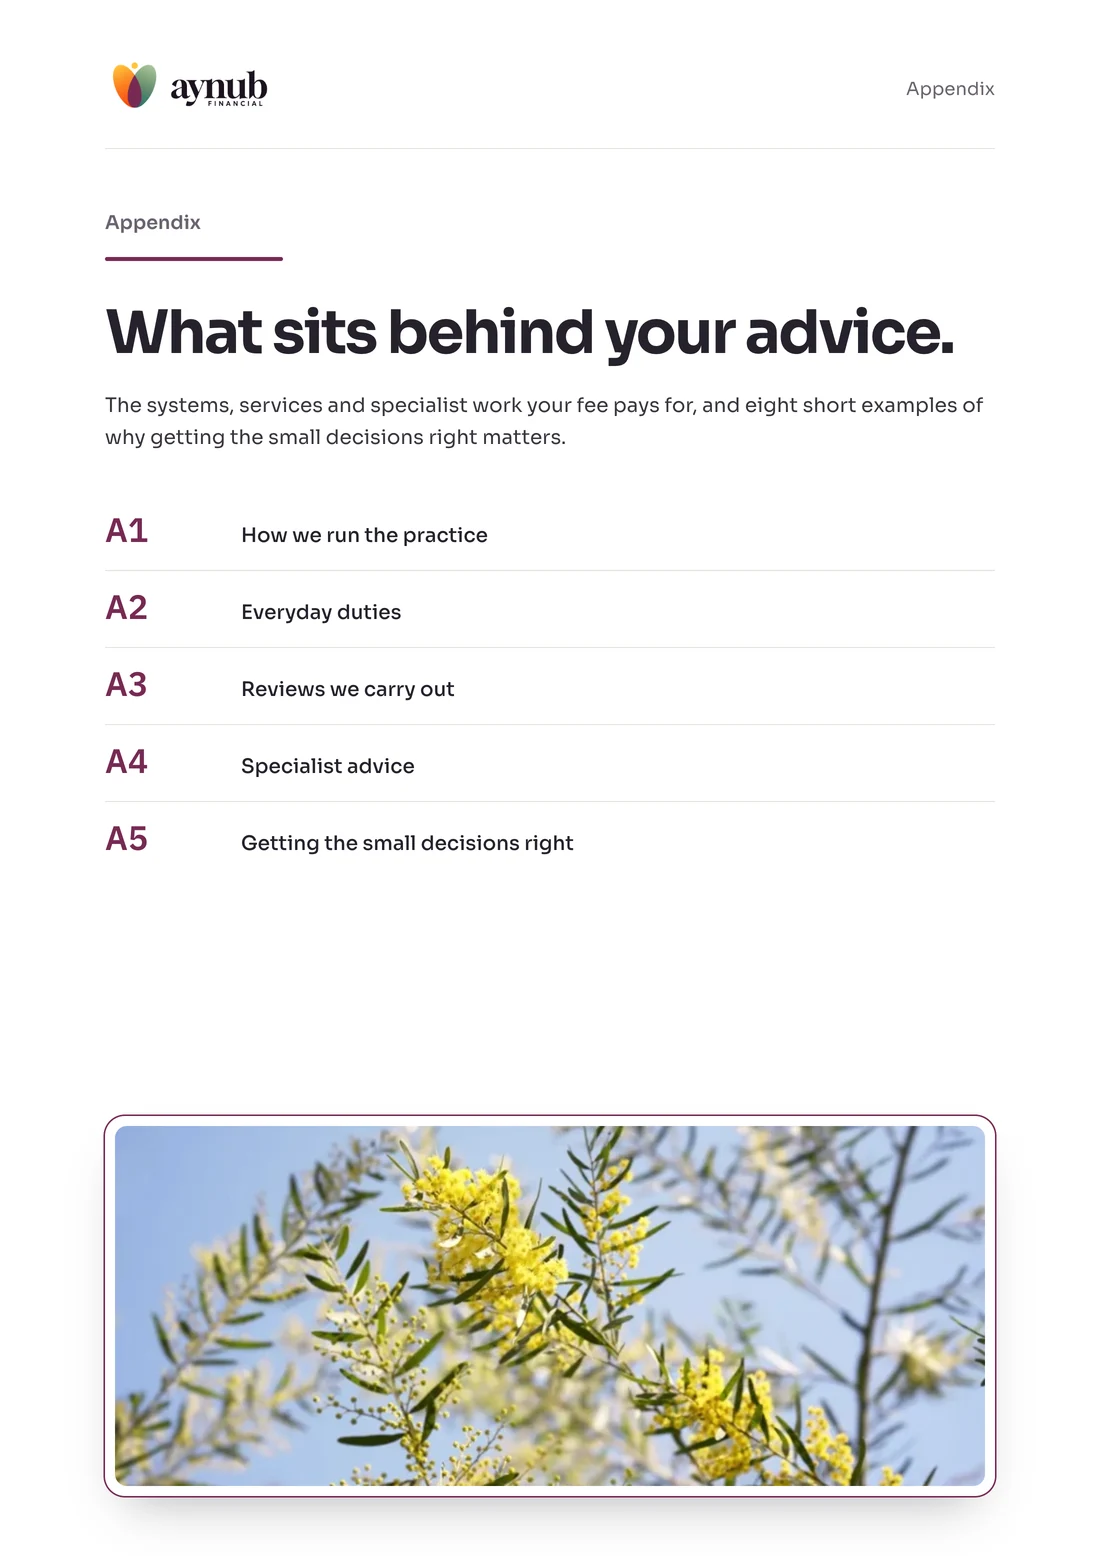 aynub
FINANCIAL
Appendix
Appendix
What sits behind your advice.
The systems, services and specialist work your fee pays for, and eight short examples of
why getting the small decisions right matters.
A1 How we run the practice
A2 Everyday duties
A3 Reviews we carry out
A4 Specialist advice
A5 Getting the small decisions right